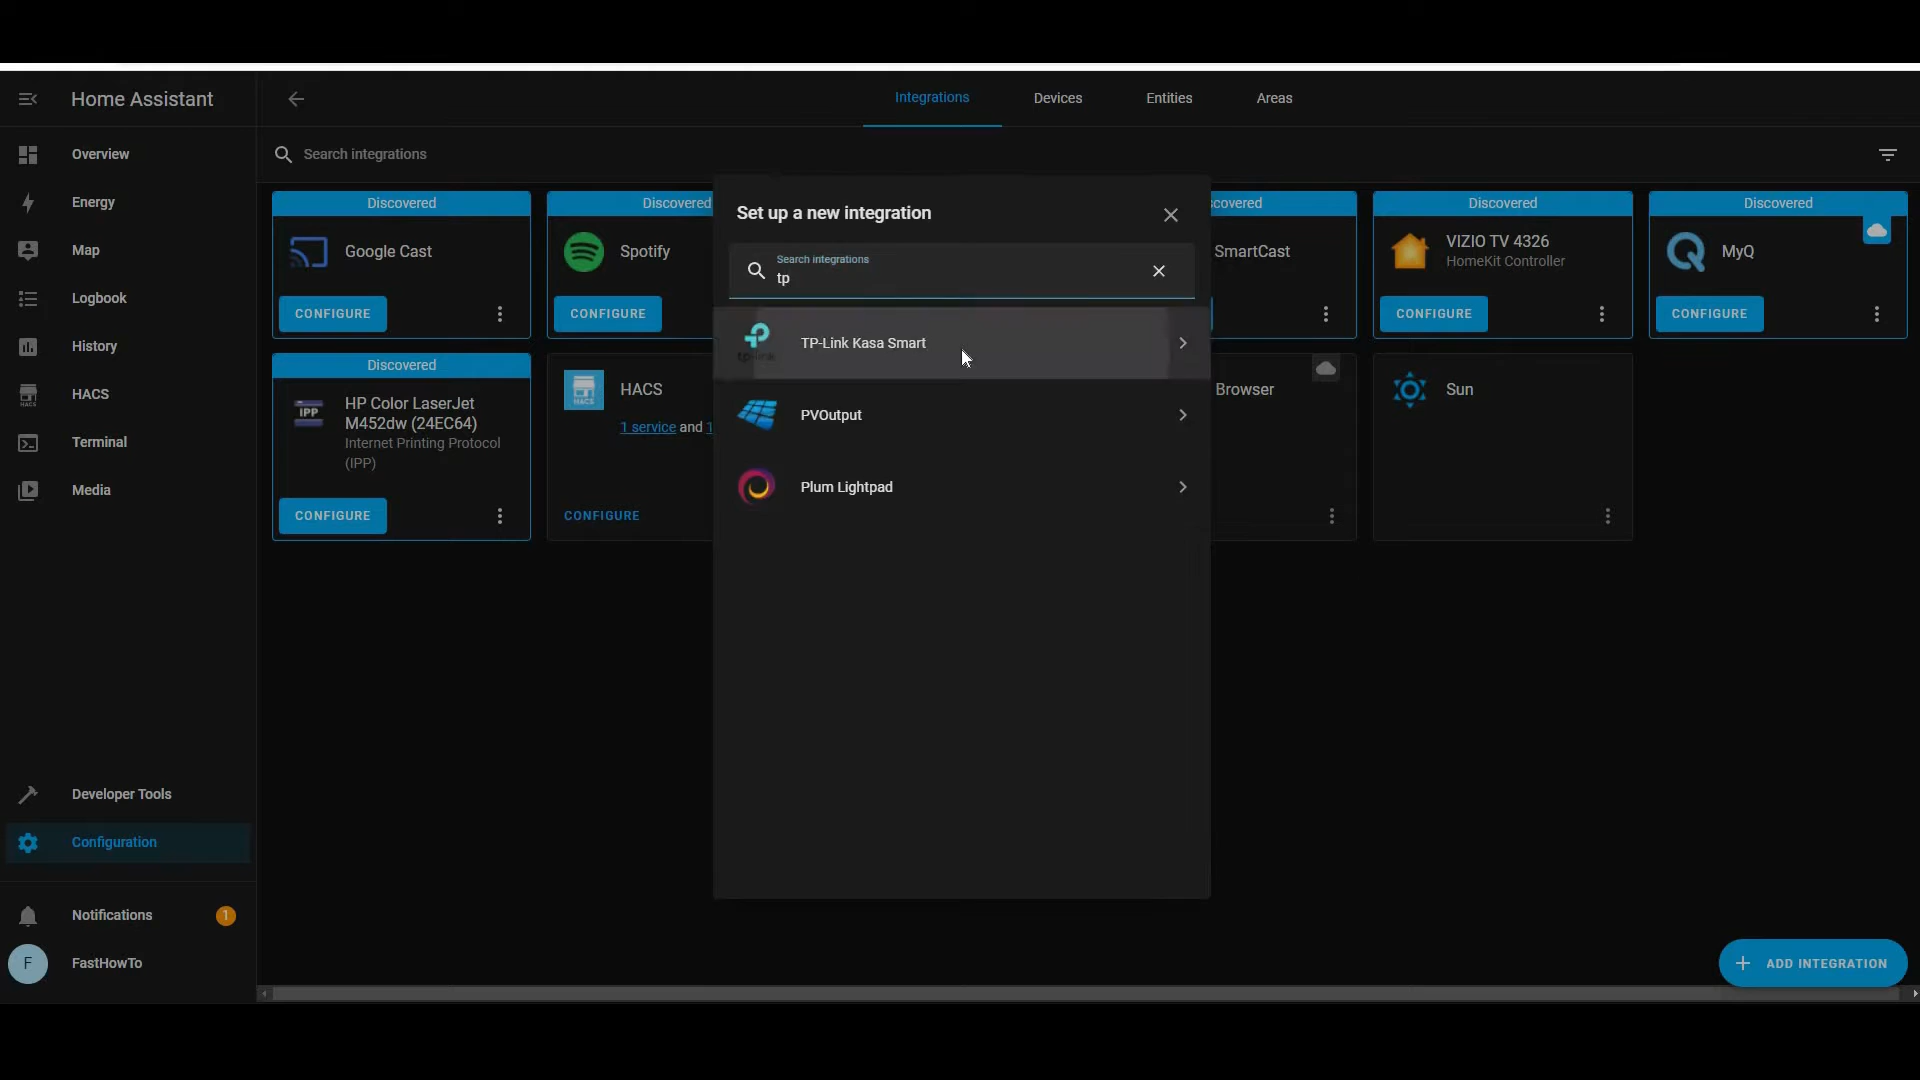 Home Assistant
Integrations
Devices
Entities
Areas
Overview
Energy
Map
Logbook
History
HACS
Terminal
Media
Developer Tools
Configuration
Notifications
1
F
FastHowTo
Search integrations
Discovered
Google Cast
CONFIGURE
Discovered
Spotify
CONFIGURE
SmartCast
Discovered
VIZIO TV 4326
HomeKit Controller
CONFIGURE
Discovered
MyQ
CONFIGURE
Discovered
IPP
HP Color LaserJet
M452dw (24EC64)
Internet Printing Protocol
(IPP)
CONFIGURE
HACS
HACS
1 service and 1
CONFIGURE
Browser
Sun
Set up a new integration
Search integrations
tp
tp-link
TP-Link Kasa Smart
PVOutput
Plum Lightpad
ADD INTEGRATION